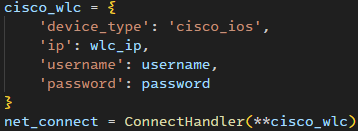 cisco_wlc = {
    'device_type': 'cisco_ios',
    'ip': wlc_ip,
    'username': username,
    'password': password
}
net_connect = ConnectHandler(**cisco_wlc)